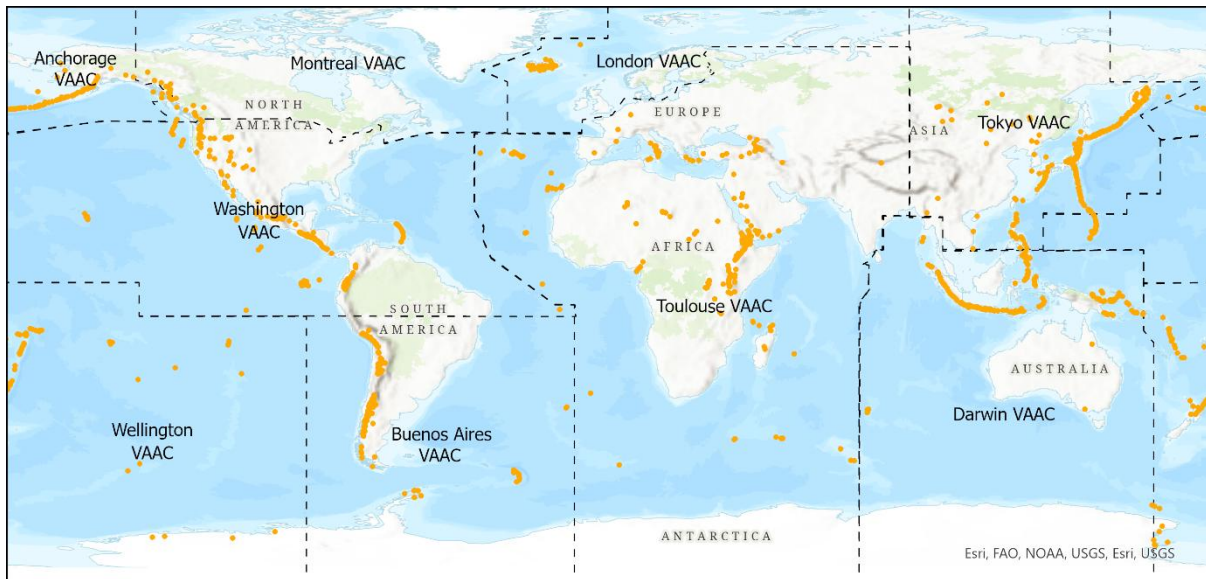 Anchorage
VAAC
Montreal VAAC
London VAAC
NORTH
AMERICA
EUROPE
ASIA
Tokyo VAAC
Washington
VAAC
AFRICA
SOUTH
AMERICA
Toulouse VAAC
AUSTRALIA
Wellington
VAAC
Buenos Aires
VAAC
Darwin VAAC
ANTARCTICA
Esri, FAO, NOAA, USGS, Esri, USGS